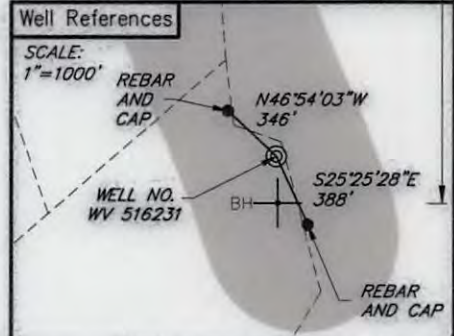 Well References
SCALE:
1"=1000'
REBAR
AND
CAP
N46°54'03"W
346'
WELL NO.
WV 516231
S25°25'28"E
388'
BH
REBAR
AND CAP